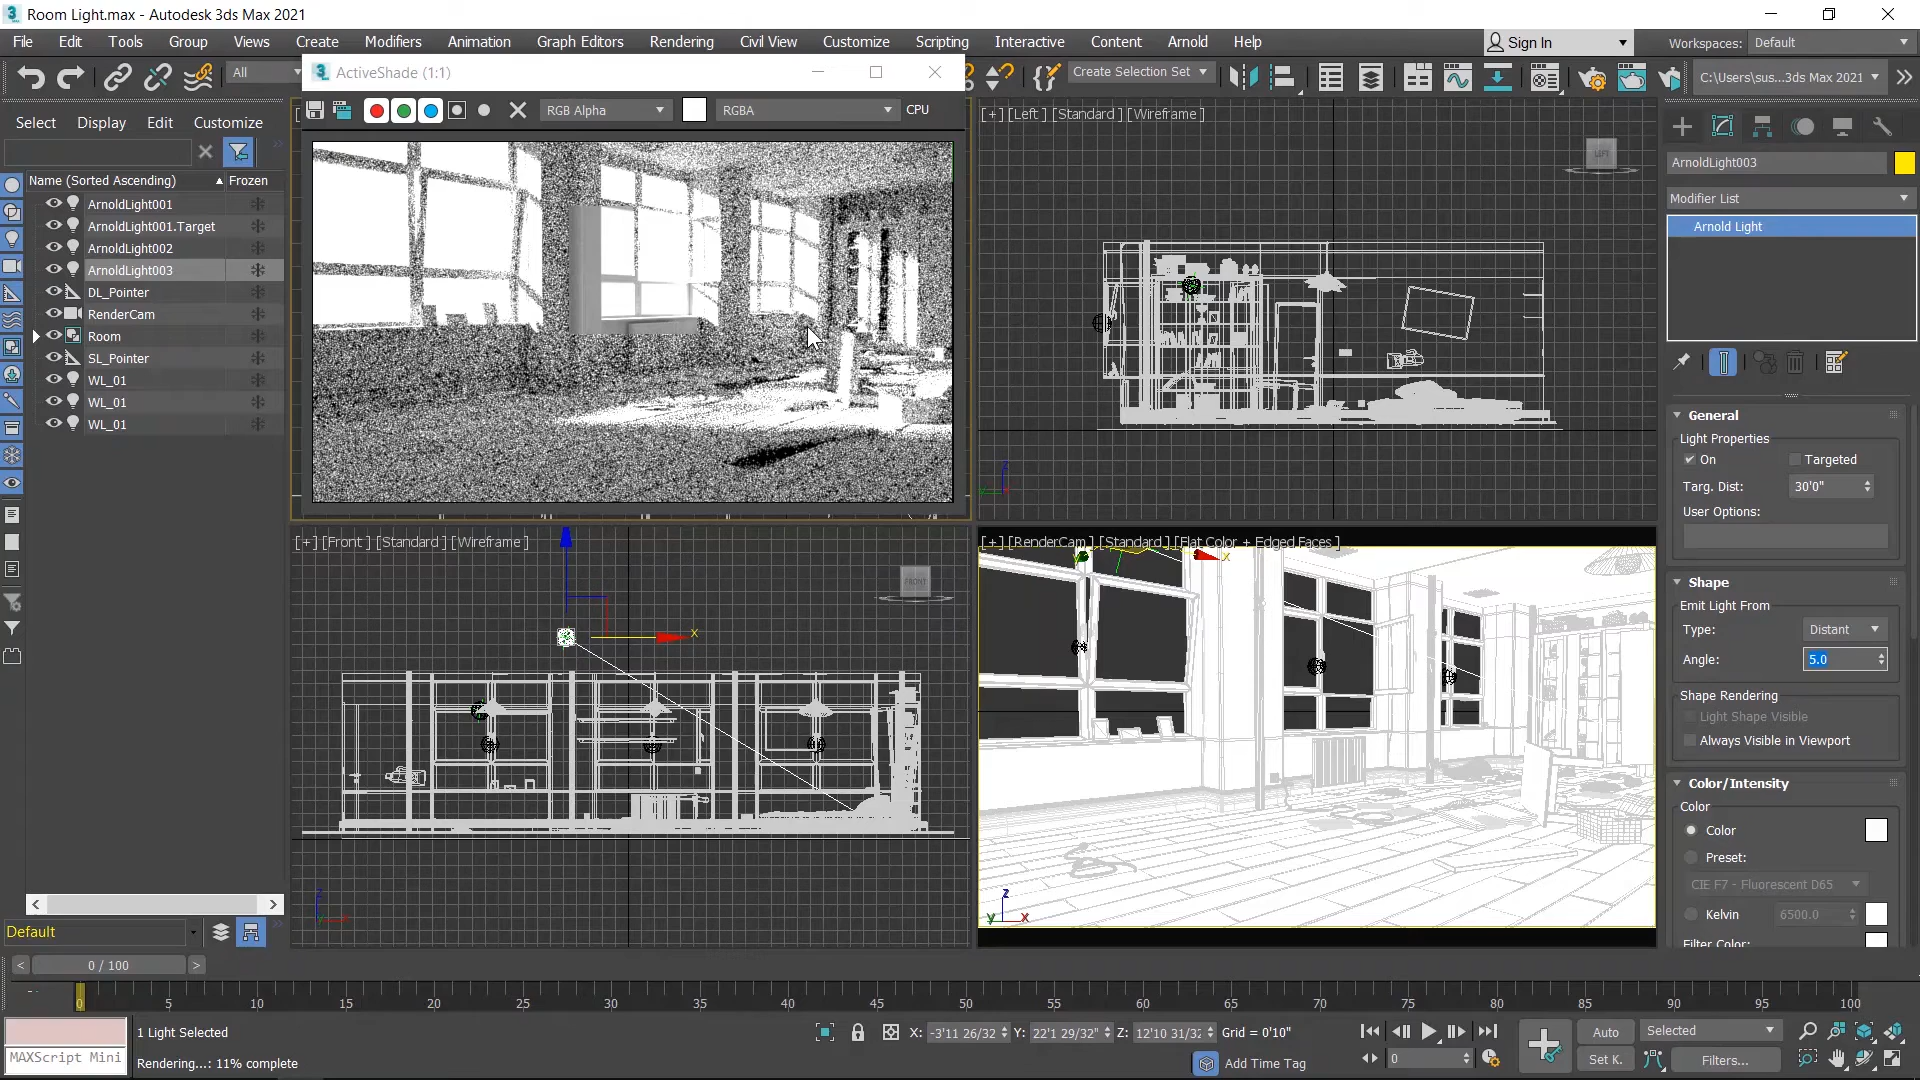 Room Light.max - Autodesk 3ds Max 2021
File Edit Tools Group Views Create Modifiers Animation Graph Editors Rendering Civil View Customize Scripting Interactive Content Arnold Help
Sign In
Workspaces: Default
All
Create Selection Set
C:\Users\sus...3ds Max 2021
ActiveShade (1:1)
RGB Alpha
RGBA
CPU
Select Display Edit Customize
Name (Sorted Ascending) Frozen
ArnoldLight001
ArnoldLight001.Target
ArnoldLight002
ArnoldLight003
DL_Pointer
RenderCam
Room
SL_Pointer
WL_01
WL_01
WL_01
Default
[+] [Left ] [Standard ] [Wireframe ]
LEFT
[+] [Front ] [Standard ] [Wireframe ]
FRONT
[+] [RenderCam ] [Standard ] [Flat Color + Edged Faces ]
ArnoldLight003
Modifier List
Arnold Light
General
Light Properties
On Targeted
Targ. Dist: 30'0"
User Options:
Shape
Emit Light From
Type: Distant
Angle: 5.0
Shape Rendering
Light Shape Visible
Always Visible in Viewport
Color/Intensity
Color
Color
Preset:
CIE F7 - Fluorescent D65
Kelvin 6500.0
Filter Color:
0 / 100
0 5 10 15 20 25 30 35 40 45 50 55 60 65 70 75 80 85 90 95 100
1 Light Selected
MAXScript Mini
Rendering...: 11% complete
X: -3'11 26/32 Y: 22'1 29/32" Z: 12'10 31/32 Grid = 0'10"
Add Time Tag
0
Auto
Set K.
Selected
Filters...